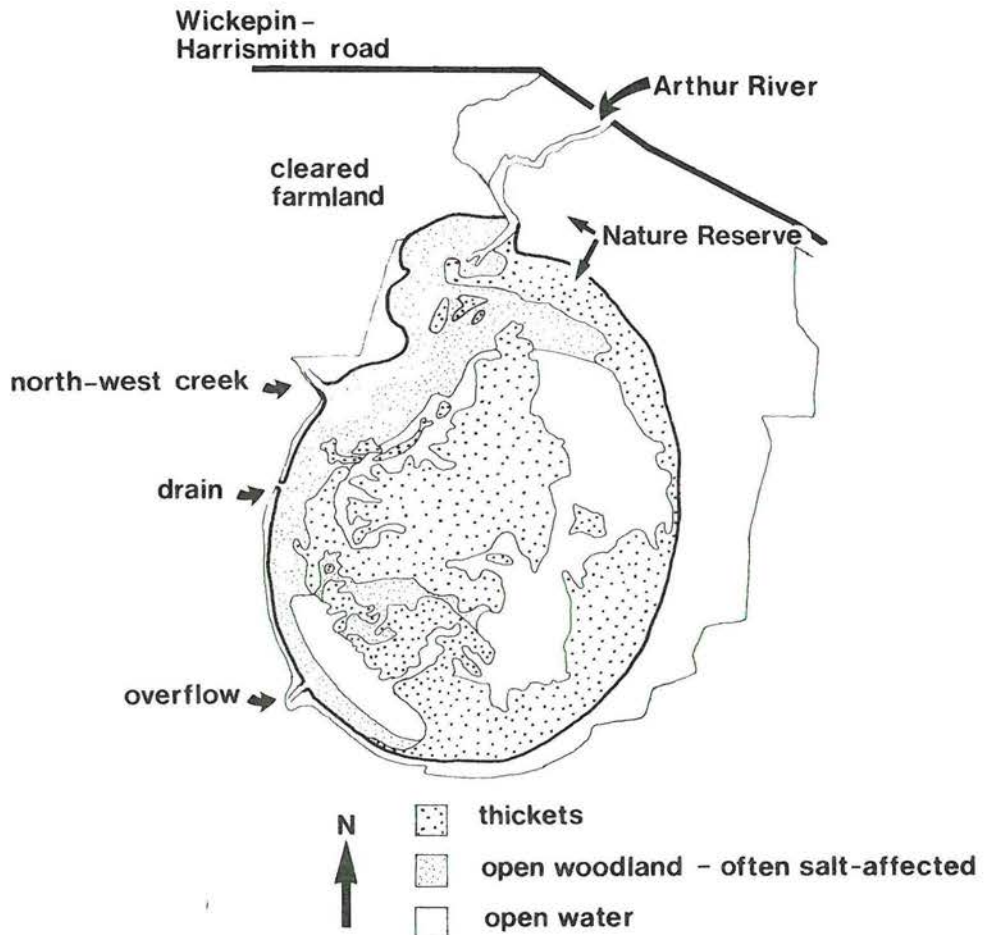 Wickepin-
Harrismith road
Arthur River
cleared
farmland
Nature Reserve
north-west creek
drain
overflow
N
thickets
open woodland - often salt-affected
open water